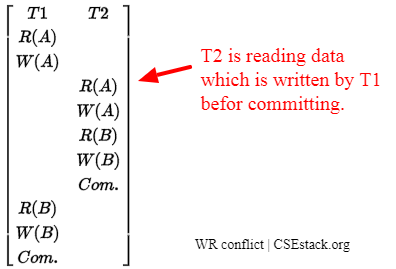 T1 T2
R(A)
W(A)
R(A)
W(A)
R(B)
W(B)
Com.
R(B)
W(B)
Com.
T2 is reading data
which is written by T1
befor committing.
WR conflict | CSEstack.org